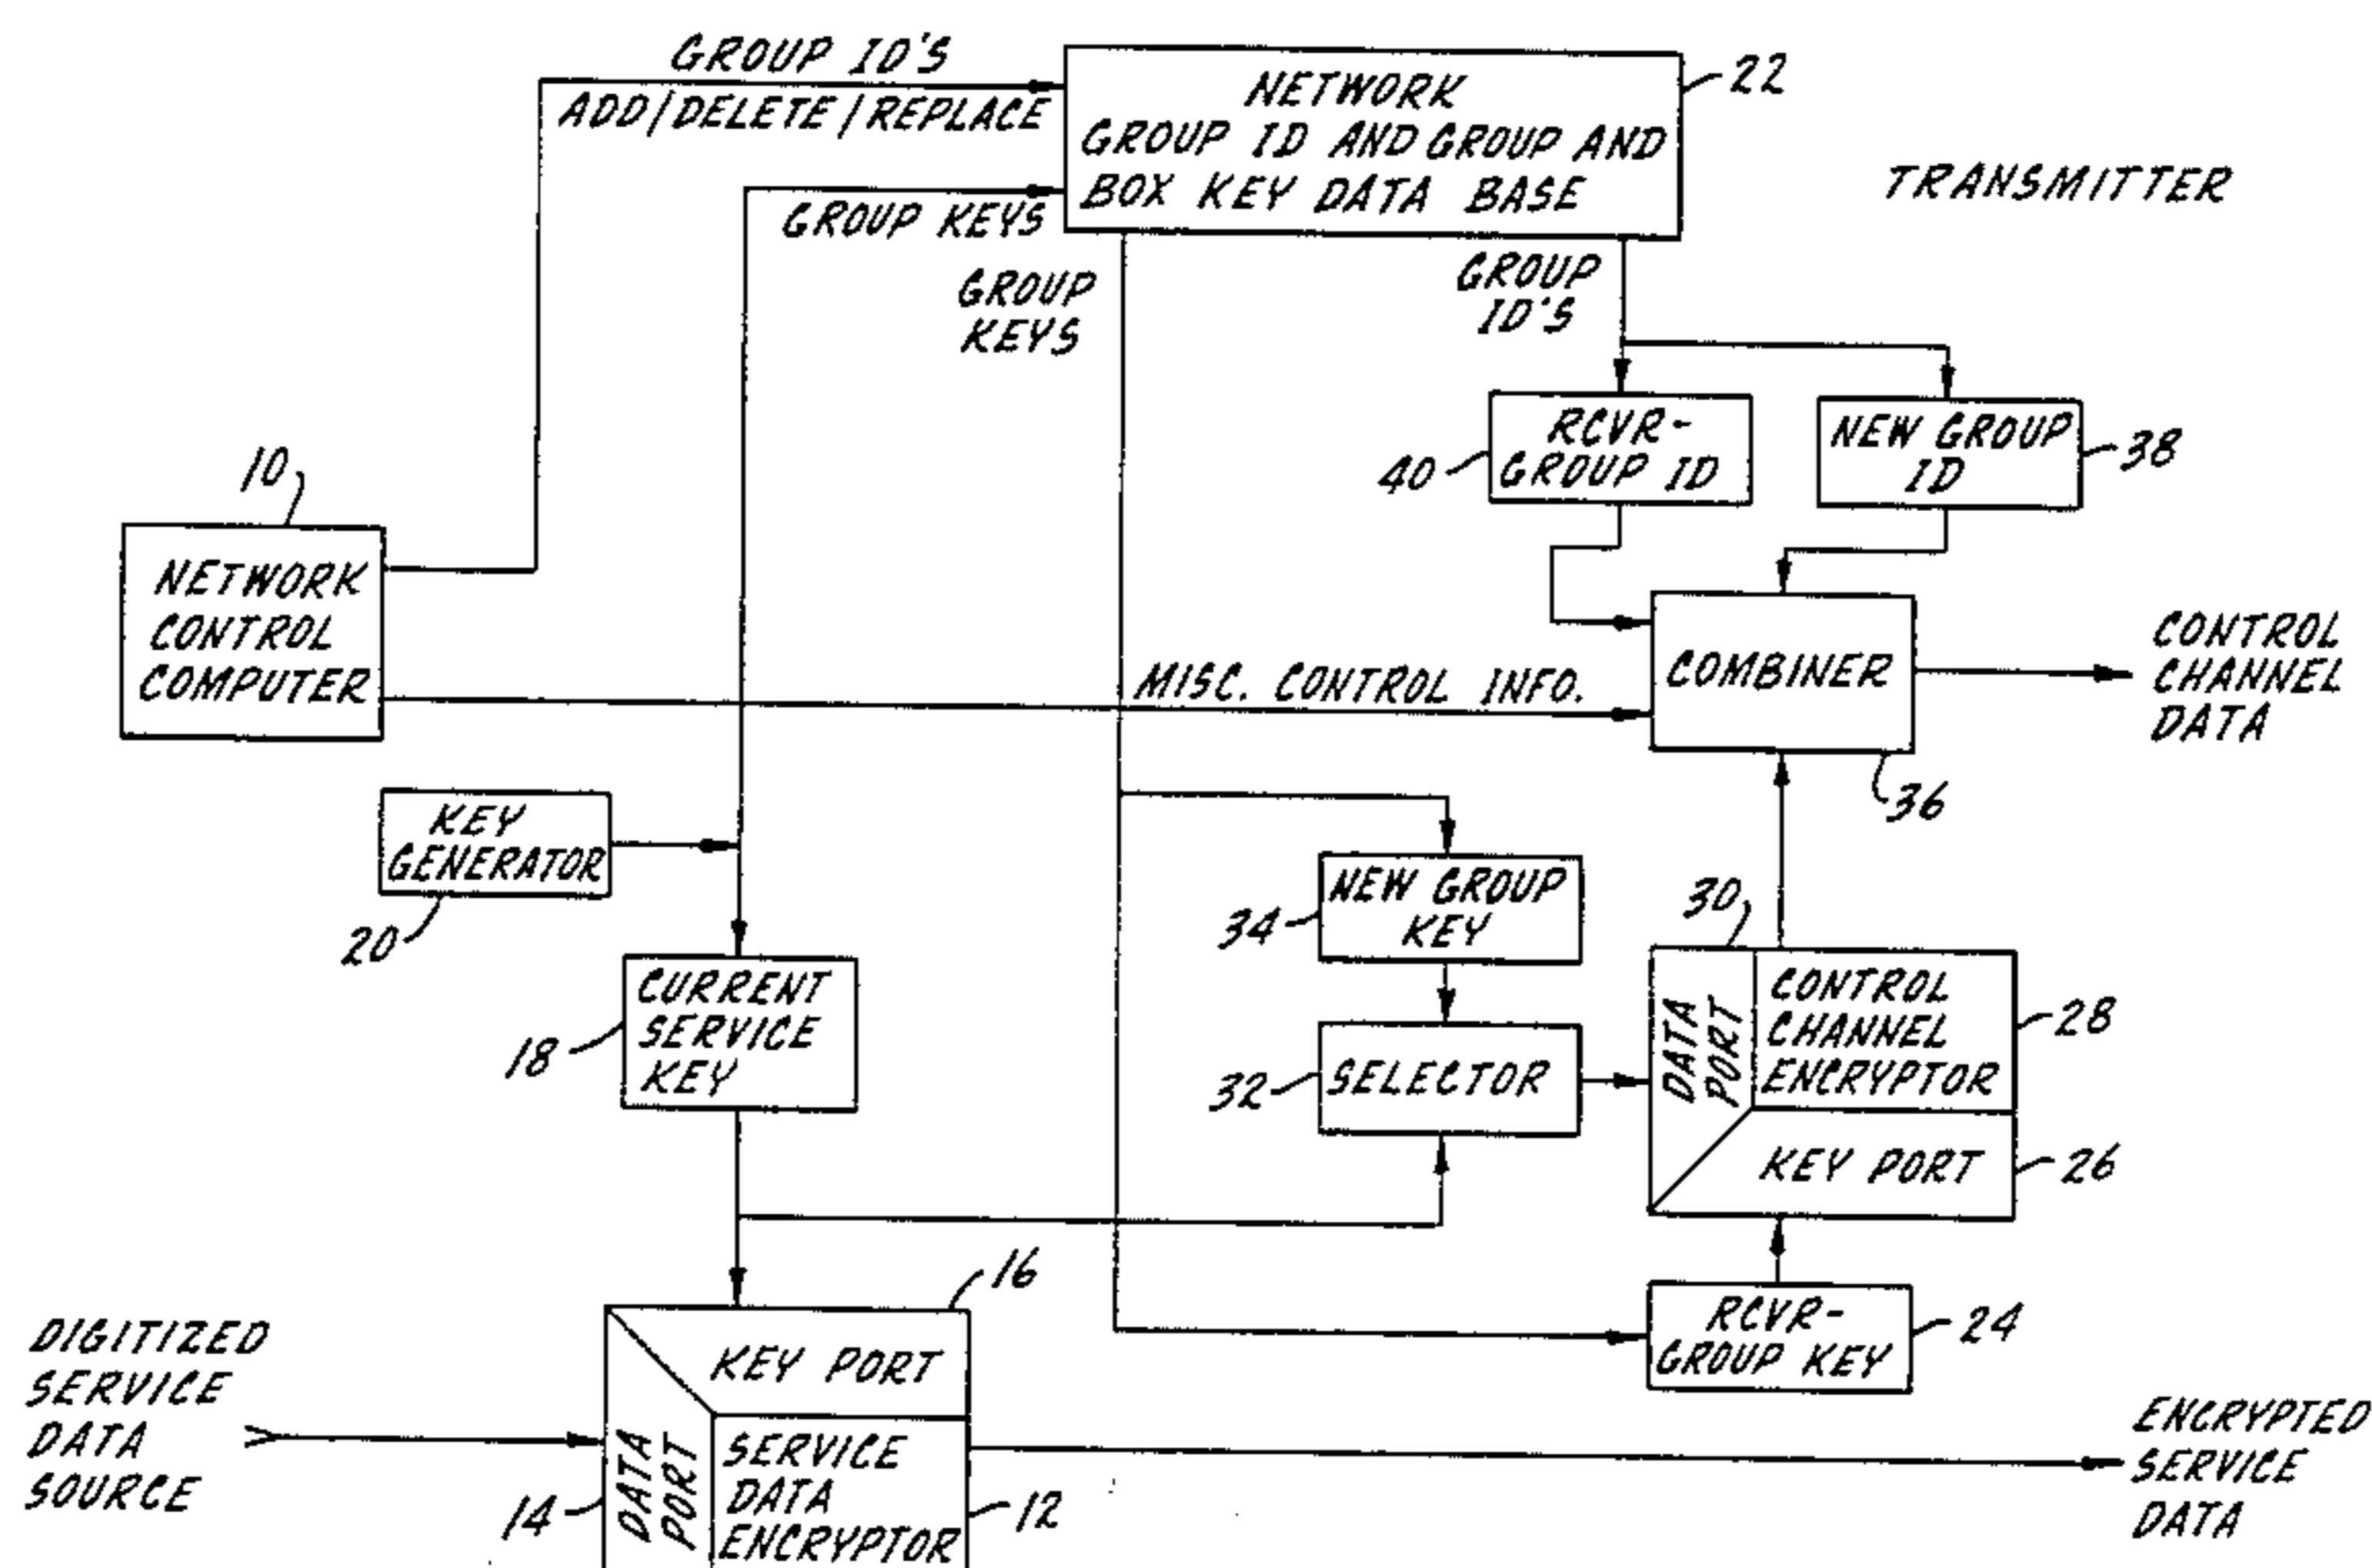 GROUP ID'S
ADD/DELETE/REPLACE
GROUP KEYS
NETWORK
GROUP ID AND GROUP AND
BOX KEY DATA BASE
22
TRANSMITTER
GROUP
KEYS
GROUP
ID'S
RCVR-
GROUP ID
40
NEW GROUP
ID
38
10
NETWORK
CONTROL
COMPUTER
MISC. CONTROL INFO.
COMBINER
36
CONTROL
CHANNEL
DATA
KEY
GENERATOR
20
NEW GROUP
KEY
34
30
CURRENT
SERVICE
KEY
18
SELECTOR
32
DATA
PORT
CONTROL
CHANNEL
ENCRYPTOR
28
KEY PORT
26
16
RCVR-
GROUP KEY
24
DIGITIZED
SERVICE
DATA
SOURCE
KEY PORT
DATA
PORT
14
SERVICE
DATA
ENCRYPTOR
12
ENCRYPTED
SERVICE
DATA